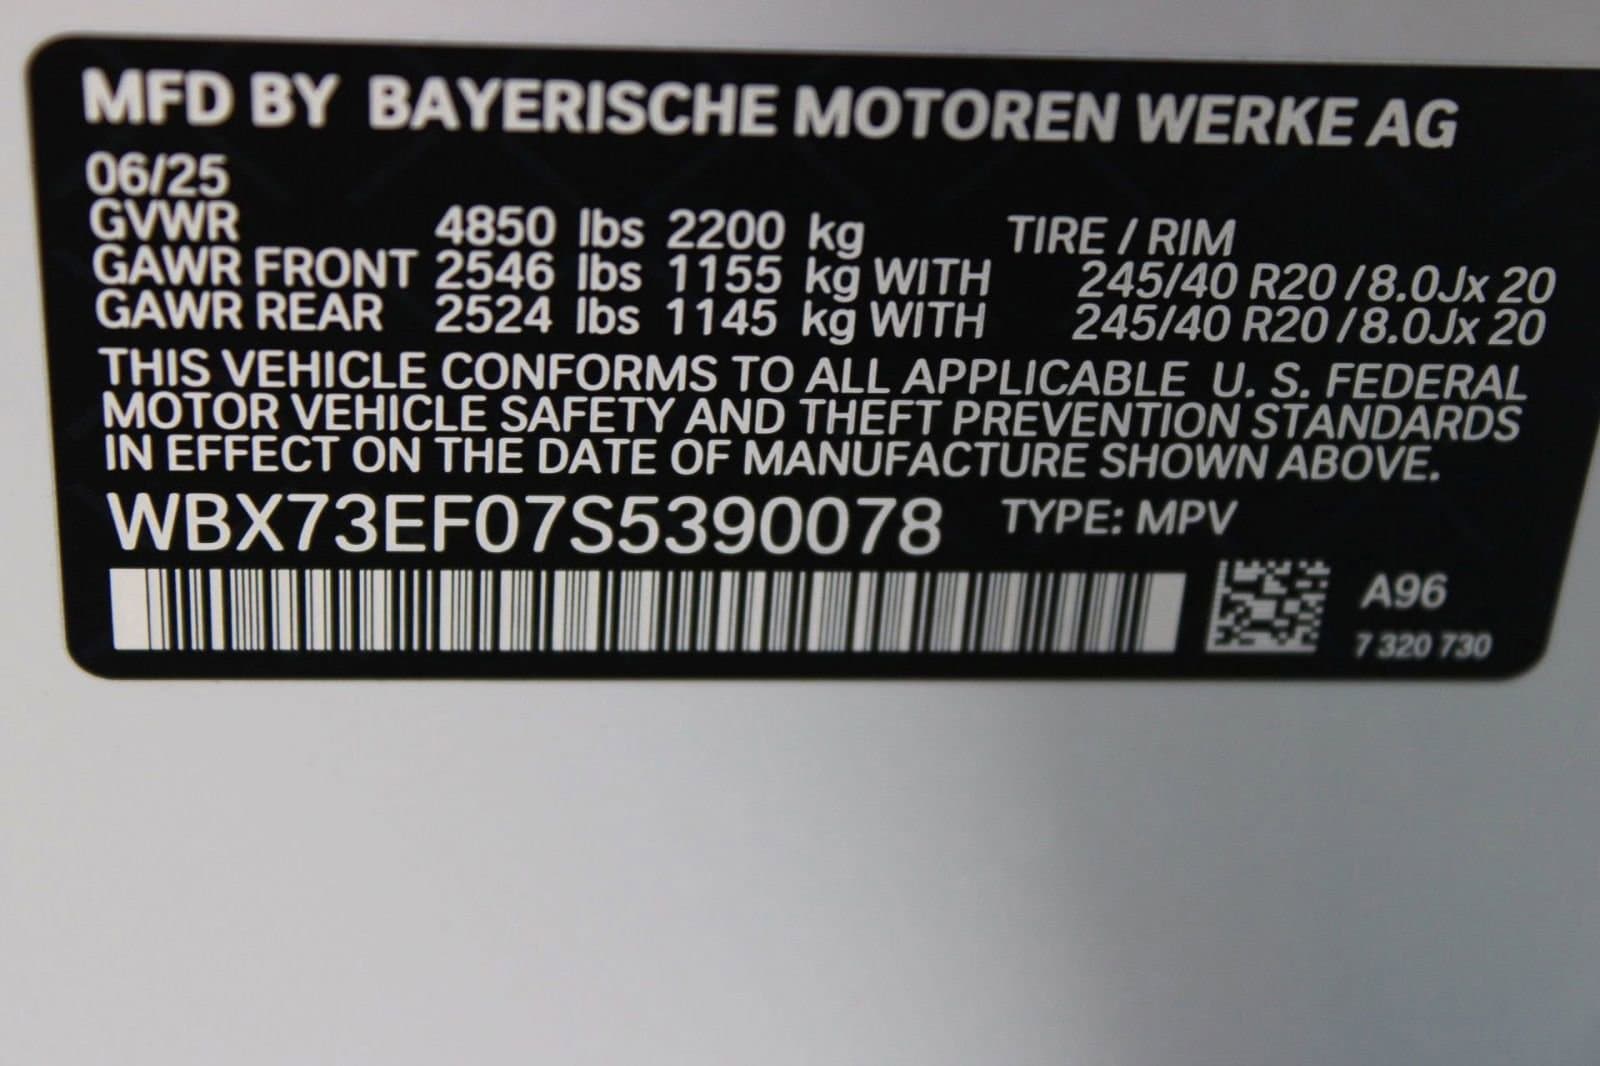 MFD BY BAYERISCHE MOTOREN WERKE AG
06/25
GVWR 4850 lbs 2200 kg TIRE / RIM
GAWR FRONT 2546 lbs 1155 kg WITH 245/40 R20 / 8.0Jx 20
GAWR REAR 2524 lbs 1145 kg WITH 245/40 R20 / 8.0Jx 20
THIS VEHICLE CONFORMS TO ALL APPLICABLE U. S. FEDERAL
MOTOR VEHICLE SAFETY AND THEFT PREVENTION STANDARDS
IN EFFECT ON THE DATE OF MANUFACTURE SHOWN ABOVE.
WBX73EF07S5390078 TYPE: MPV
A96
7 320 730